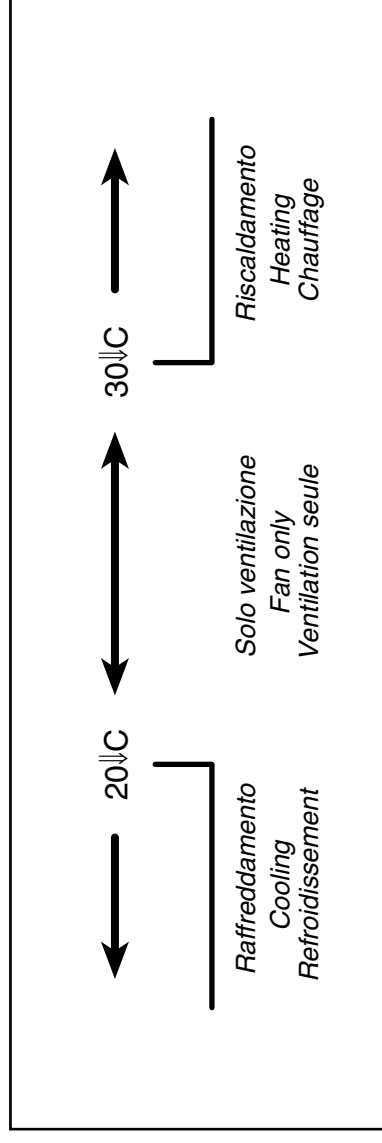 20⇓C
30⇓C
Raffreddamento
Cooling
Refroidissement
Solo ventilazione
Fan only
Ventilation seule
Riscaldamento
Heating
Chauffage